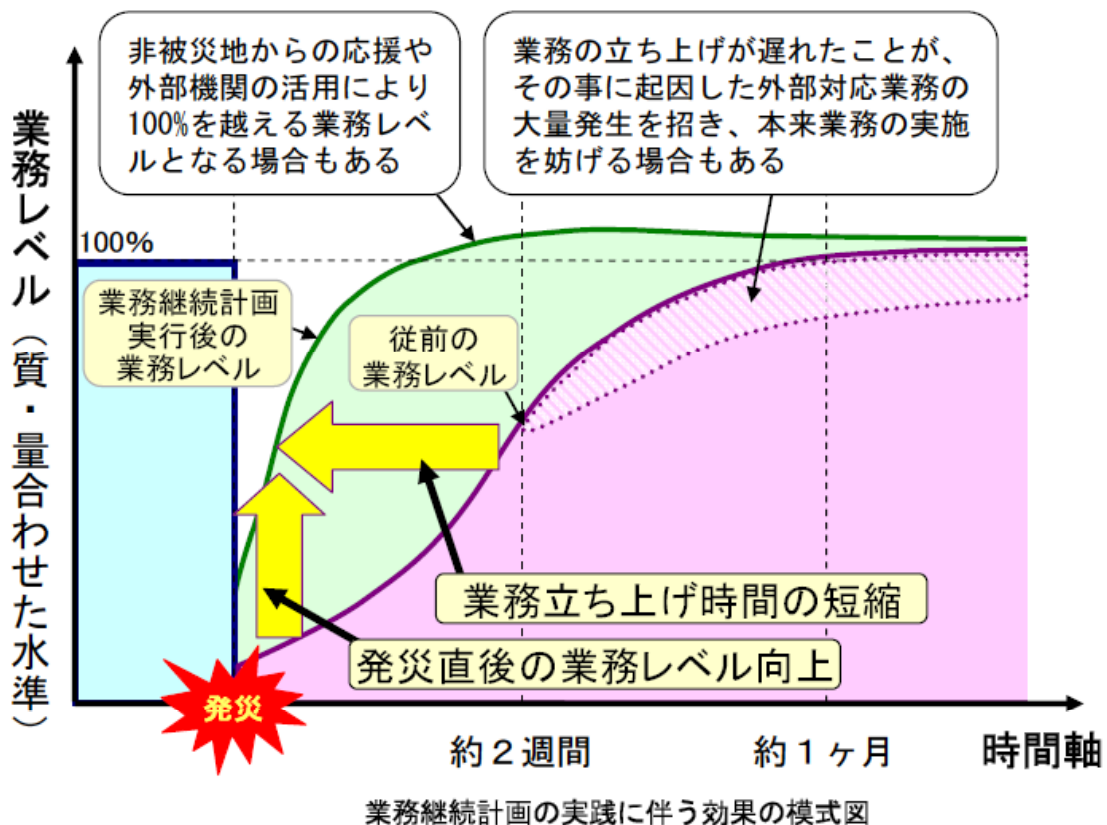 非被災地からの応援や
外部機関の活用により
100%を越える業務レベ
ルとなる場合もある
業務の立ち上げが遅れたことが、
その事に起因した外部対応業務の
大量発生を招き、本来業務の実施
を妨げる場合もある
業務レベル（質・量合わせた水準）
100%
業務継続計画
実行後の
業務レベル
従前の
業務レベル
業務立ち上げ時間の短縮
発災直後の業務レベル向上
発災
約２週間
約１ヶ月
時間軸
業務継続計画の実践に伴う効果の模式図